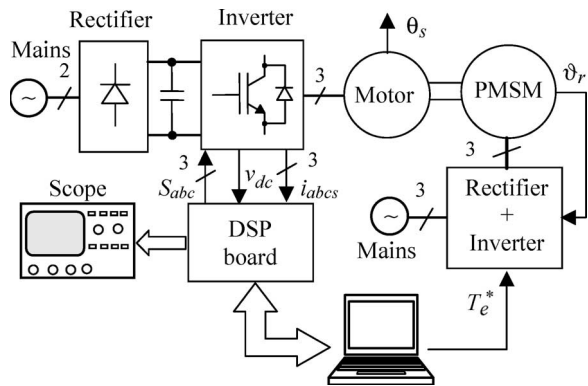 Rectifier
Inverter
Mains
2
~
3
Motor
θs
PMSM
ϑr
3
3
Sabc
vdc
3
iabcs
Scope
DSP
board
3
~
Mains
Rectifier
+
Inverter
Te*